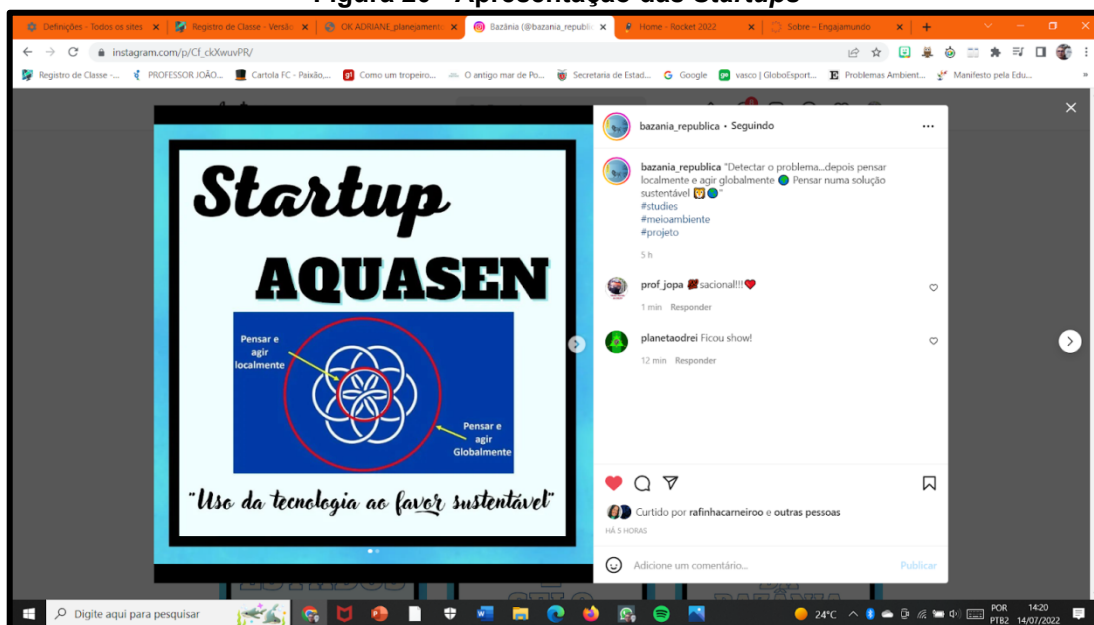 Figura 20 - Apresentação das Startups
Definições - Todos os sites
Registro de Classe - Versão
OK ADRIANE_planejamento
Bazânia (@bazania_republic
Home - Rocket 2022
Sobre – Engajamundo
instagram.com/p/Cf_ckXwuvPR/
Registro de Classe -...
PROFESSOR JOÃO...
Cartola FC - Paixão,...
Como um tropeiro...
O antigo mar de Po...
Secretaria de Estad...
Google
vasco | GloboEsport...
Problemas Ambient...
Manifesto pela Edu...
Startup
AQUASEN
Pensar e
agir
localmente
Pensar e
agir
Globalmente
"Uso da tecnologia ao favor sustentável"
bazania_republica • Seguindo
bazania_republica "Detectar o problema...depois pensar
localmente e agir globalmente Pensar numa solução
sustentável "
#studies
#meioambiente
#projeto
5 h
prof_jopa sacional!!!
1 min Responder
planetaodrei Ficou show!
12 min Responder
Curtido por rafinhacarneiroo e outras pessoas
HÁ 5 HORAS
Adicione um comentário...
Publicar
Digite aqui para pesquisar
24°C
POR
PTB2
14:20
14/07/2022